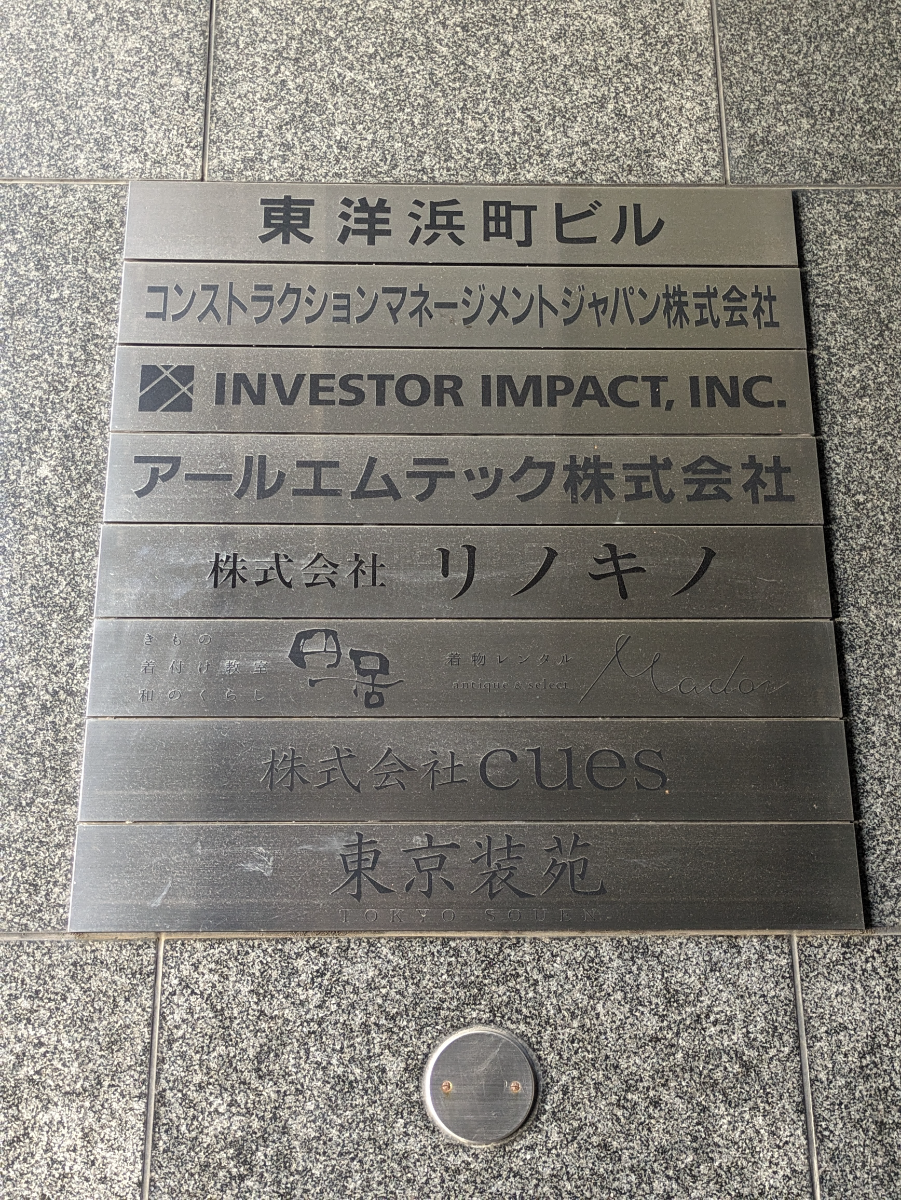 東洋浜町ビル
コンストラクションマネージメントジャパン株式会社
INVESTOR IMPACT, INC.
アールエムテック株式会社
株式会社 リノキノ
きもの
着付け教室
和のくらし
円居
着物レンタル
antique & select
Madoi
株式会社cues
東京装苑
TOKYO SOUEN